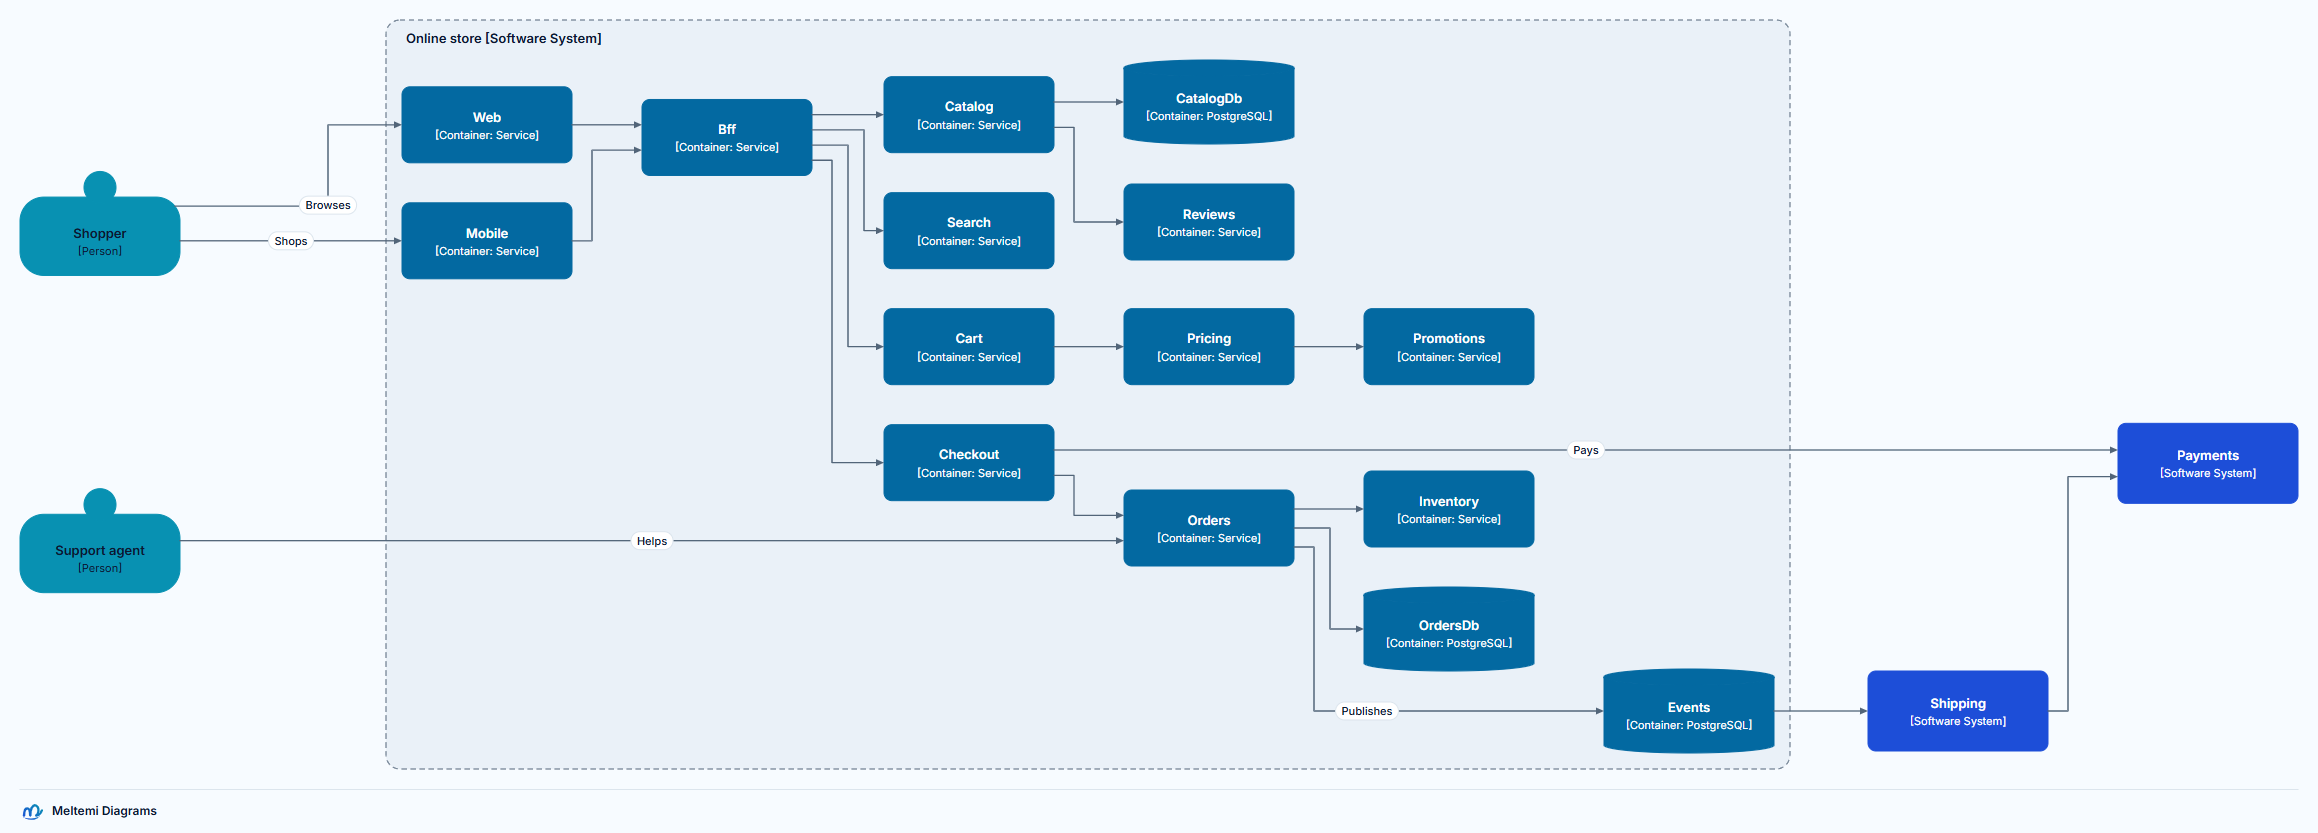 Online store [Software System]
Web
[Container: Service]
Mobile
[Container: Service]
Bff
[Container: Service]
Catalog
[Container: Service]
CatalogDb
[Container: PostgreSQL]
Search
[Container: Service]
Reviews
[Container: Service]
Shopper
[Person]
Browses
Shops
Cart
[Container: Service]
Pricing
[Container: Service]
Promotions
[Container: Service]
Checkout
[Container: Service]
Pays
Payments
[Software System]
Support agent
[Person]
Helps
Orders
[Container: Service]
Inventory
[Container: Service]
OrdersDb
[Container: PostgreSQL]
Publishes
Events
[Container: PostgreSQL]
Shipping
[Software System]
Meltemi Diagrams